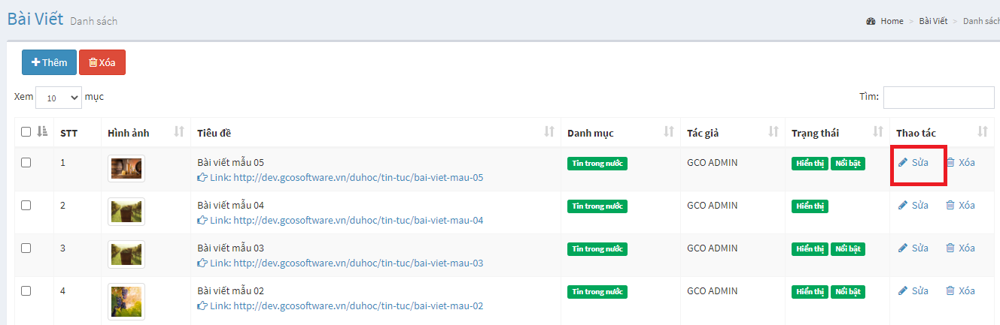 Bài Viết Danh sách
Home > Bài Viết > Danh sách
Thêm Xóa
Xem 10 mục
Tìm:
STT Hình ảnh Tiêu đề Danh mục Tác giả Trạng thái Thao tác
1 Bài viết mẫu 05 Tin trong nước GCO ADMIN Hiển thị Nổi bật Sửa Xóa
Link: http://dev.gcosoftware.vn/duhoc/tin-tuc/bai-viet-mau-05
2 Bài viết mẫu 04 Tin trong nước GCO ADMIN Hiển thị Sửa Xóa
Link: http://dev.gcosoftware.vn/duhoc/tin-tuc/bai-viet-mau-04
3 Bài viết mẫu 03 Tin trong nước GCO ADMIN Hiển thị Nổi bật Sửa Xóa
Link: http://dev.gcosoftware.vn/duhoc/tin-tuc/bai-viet-mau-03
4 Bài viết mẫu 02 Tin trong nước GCO ADMIN Hiển thị Nổi bật Sửa Xóa
Link: http://dev.gcosoftware.vn/duhoc/tin-tuc/bai-viet-mau-02